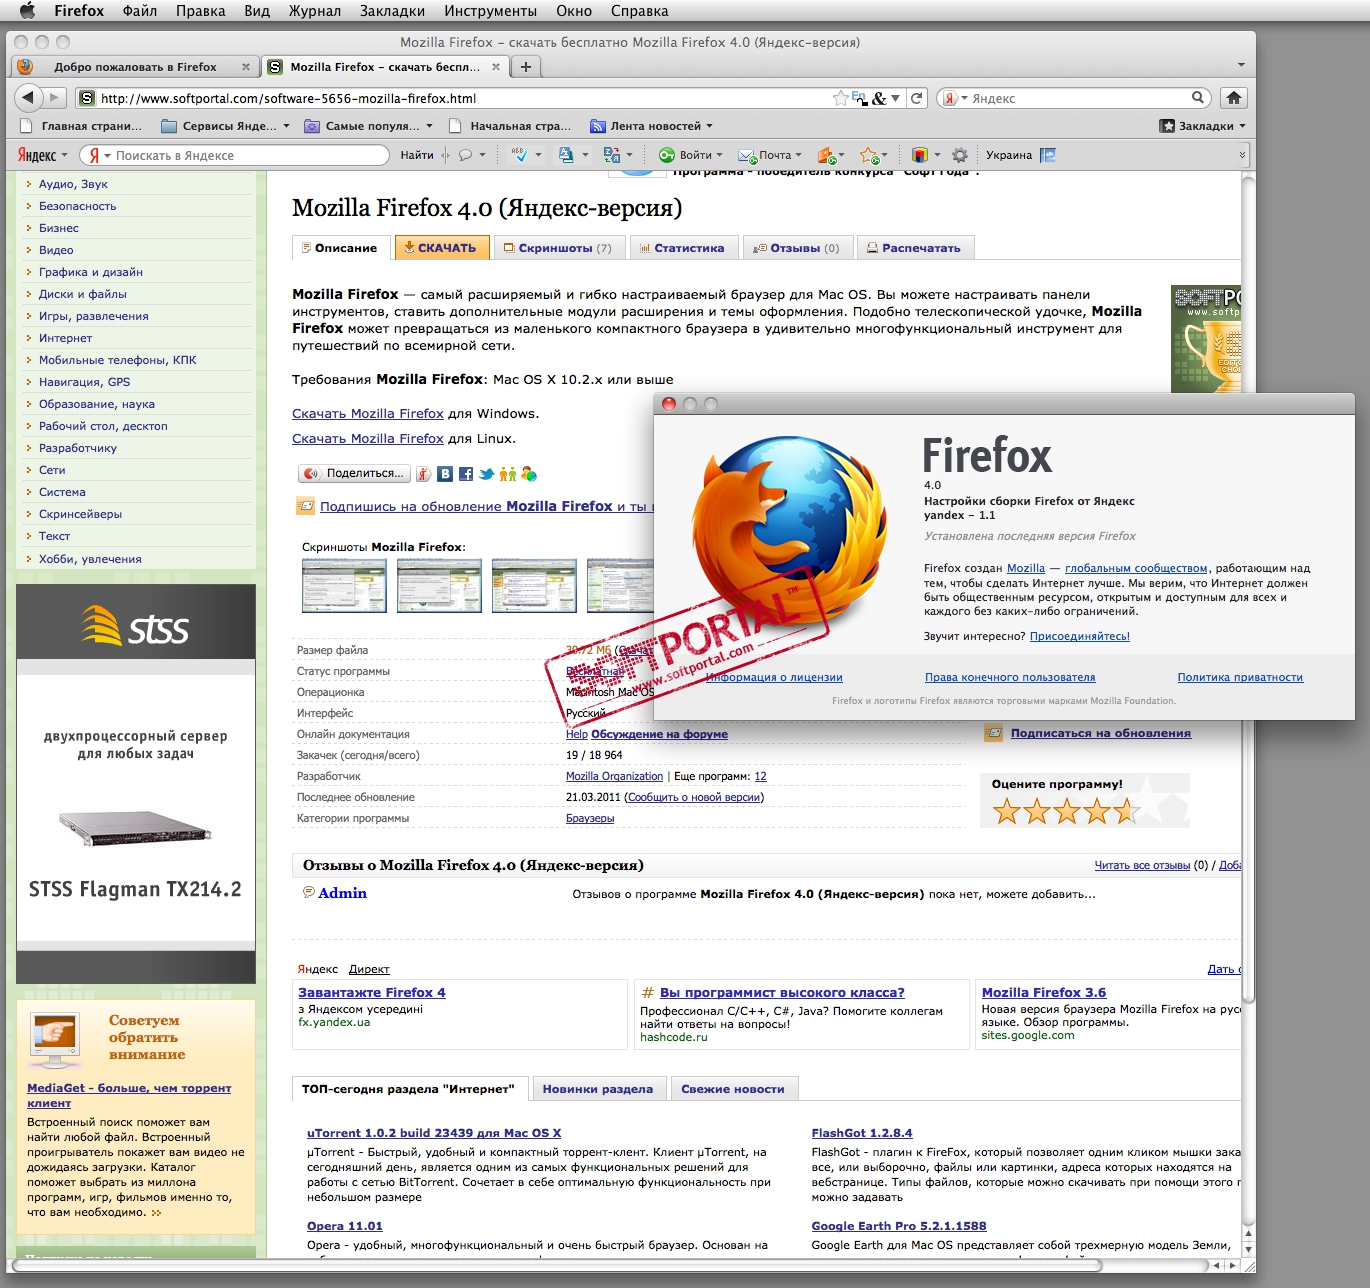 Firefox Файл Правка Вид Журнал Закладки Инструменты Окно Справка
Mozilla Firefox – скачать бесплатно Mozilla Firefox 4.0 (Яндекс-версия)
Добро пожаловать в Firefox
Mozilla Firefox – скачать беспл...
http://www.softportal.com/software-5656-mozilla-firefox.html
Яндекс
Главная страни...
Сервисы Янде...
Самые популя...
Начальная стра...
Лента новостей
Закладки
Яндекс
Поискать в Яндексе
Найти
Войти
Почта
Украина
Аудио, Звук
Безопасность
Бизнес
Видео
Графика и дизайн
Диски и файлы
Игры, развлечения
Интернет
Мобильные телефоны, КПК
Навигация, GPS
Образование, наука
Рабочий стол, десктоп
Разработчику
Сети
Система
Скринсейверы
Текст
Хобби, увлечения
stss
двухпроцессорный сервер
для любых задач
STSS Flagman TX214.2
Советуем
обратить
внимание
MediaGet - больше, чем торрент
клиент
Встроенный поиск поможет вам
найти любой файл. Встроенный
проигрыватель покажет вам видео не
дожидаясь загрузки. Каталог
поможет выбрать из миллона
программ, игр, фильмов именно то,
что вам необходимо.
Программа - победитель конкурса "Софт Года".
Mozilla Firefox 4.0 (Яндекс-версия)
Описание
СКАЧАТЬ
Скриншоты (7)
Статистика
Отзывы (0)
Распечатать
Mozilla Firefox — самый расширяемый и гибко настраиваемый браузер для Mac OS. Вы можете настраивать панели
инструментов, ставить дополнительные модули расширения и темы оформления. Подобно телескопической удочке, Mozilla
Firefox может превращаться из маленького компактного браузера в удивительно многофункциональный инструмент для
путешествий по всемирной сети.
Требования Mozilla Firefox: Mac OS X 10.2.x или выше
Скачать Mozilla Firefox для Windows.
Скачать Mozilla Firefox для Linux.
Поделиться...
Подпишись на обновление Mozilla Firefox и ты
Скриншоты Mozilla Firefox:
Размер файла
Статус программы Бесплатная
Операционка Macintosh Mac OS
Интерфейс Русский
Онлайн документация Help Обсуждение на форуме
Закачек (сегодня/всего) 19 / 18 964
Разработчик Mozilla Organization | Еще программ: 12
Последнее обновление 21.03.2011 (Сообщить о новой версии)
Категории программы Браузеры
Firefox
4.0
Настройки сборки Firefox от Яндекс
yandex – 1.1
Установлена последняя версия Firefox
Firefox создан Mozilla — глобальным сообществом, работающим над
тем, чтобы сделать Интернет лучше. Мы верим, что Интернет должен
быть общественным ресурсом, открытым и доступным для всех и
каждого без каких-либо ограничений.
Звучит интересно? Присоединяйтесь!
Информация о лицензии
Права конечного пользователя
Политика приватности
Firefox и логотипы Firefox являются торговыми марками Mozilla Foundation.
SOFTPORTAL™
www.softportal.com
Подписаться на обновления
Оцените программу!
Отзывы о Mozilla Firefox 4.0 (Яндекс-версия)
Читать все отзывы (0) /
Admin
Отзывов о программе Mozilla Firefox 4.0 (Яндекс-версия) пока нет, можете добавить...
Яндекс Директ
Дать
Завантажте Firefox 4
з Яндексом усередині
fx.yandex.ua
# Вы программист высокого класса?
Профессионал C/C++, C#, Java? Помогите коллегам
найти ответы на вопросы!
hashcode.ru
Mozilla Firefox 3.6
Новая версия браузера Mozilla Firefox на рус
языке. Обзор программы.
sites.google.com
ТОП-сегодня раздела "Интернет"
Новинки раздела
Свежие новости
uTorrent 1.0.2 build 23439 для Mac OS X
µTorrent - Быстрый, удобный и компактный торрент-клент. Клиент µTorrent, на
сегодняшний день, является одним из самых функциональных решений для
работы с сетью BitTorrent. Сочетает в себе оптимальную функциональность при
небольшом размере
Opera 11.01
Opera - удобный, многофункциональный и очень быстрый браузер. Основан на
FlashGot 1.2.8.4
FlashGot - плагин к FireFox, который позволяет одним кликом мышки зака
все, или выборочно, файлы или картинки, адреса которых находятся на
вебстранице. Типы файлов, которые можно скачивать при помощи этого
можно задавать
Google Earth Pro 5.2.1.1588
Google Earth для Mac OS представляет собой трехмерную модель Земли,